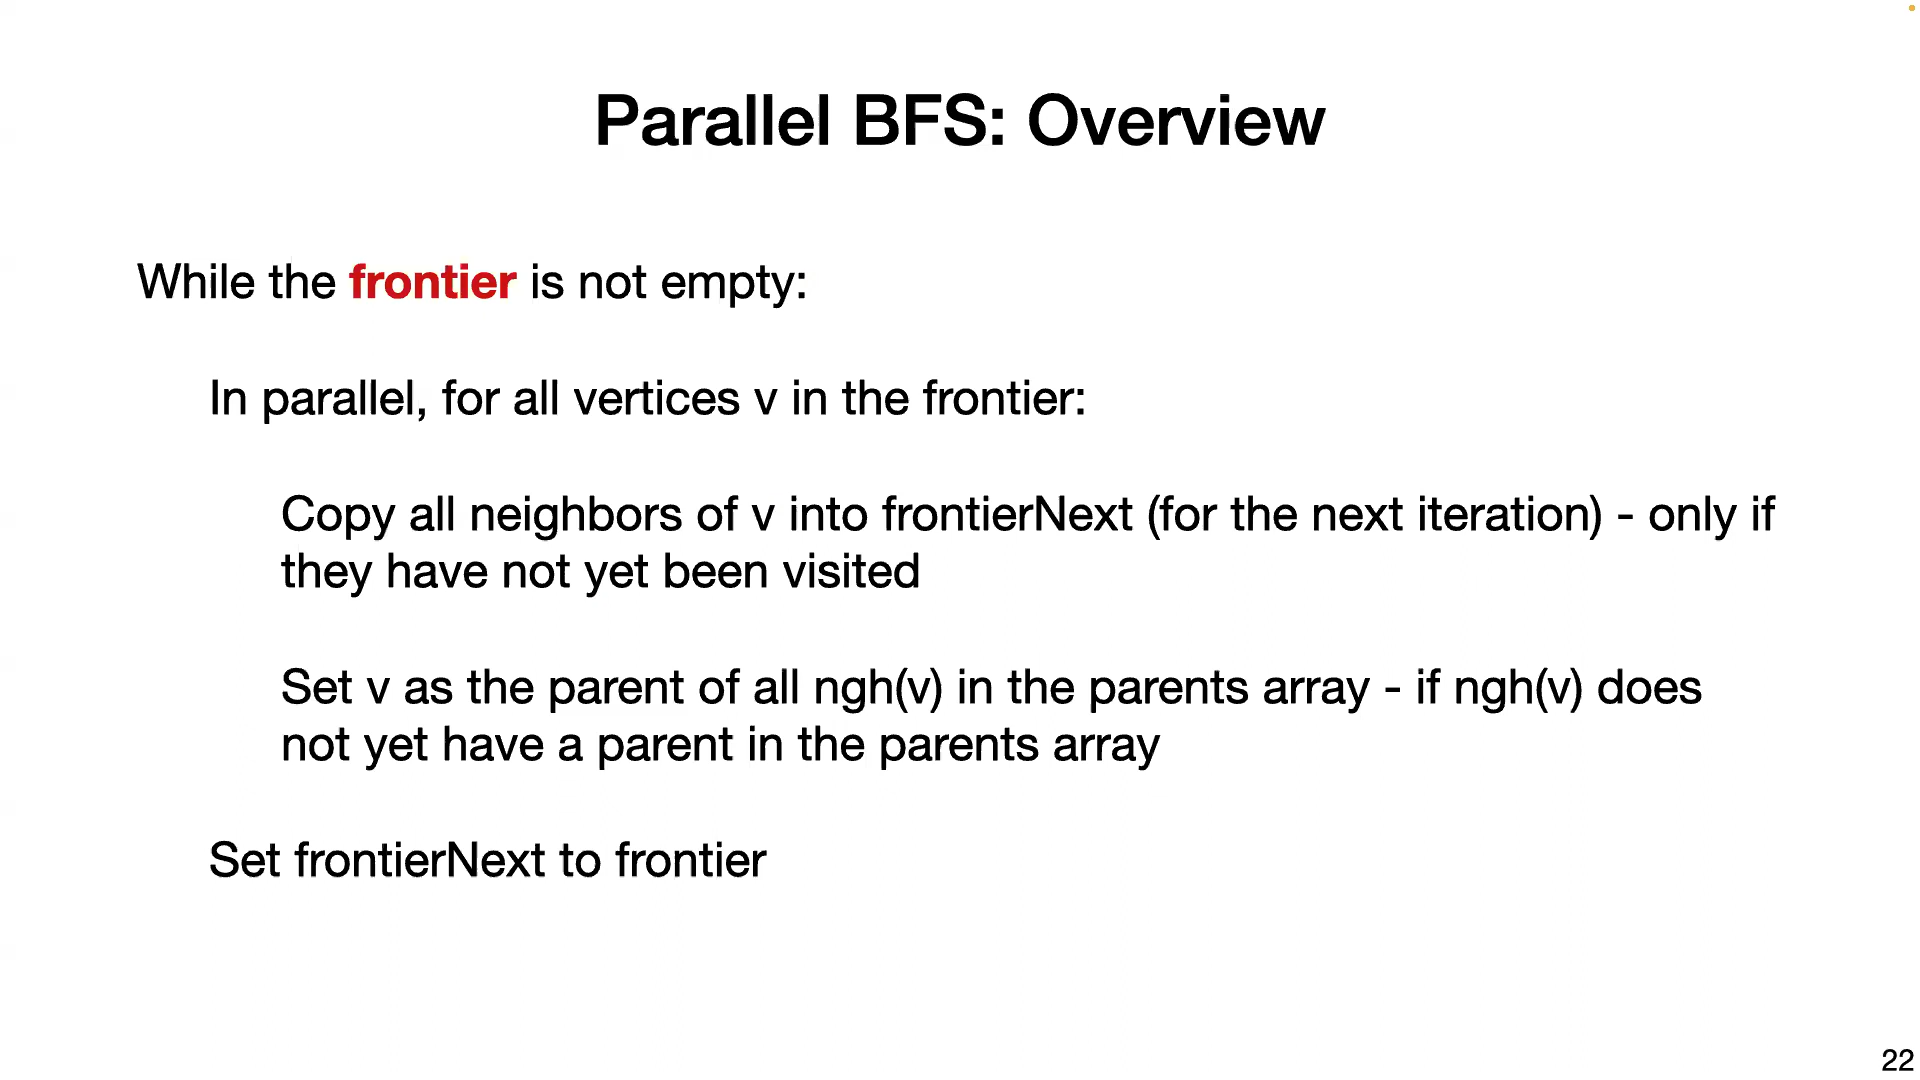 Parallel BFS: Overview
While the frontier is not empty:
In parallel, for all vertices v in the frontier:
Copy all neighbors of v into frontierNext (for the next iteration) - only if
they have not yet been visited
Set v as the parent of all ngh(v) in the parents array - if ngh(v) does
not yet have a parent in the parents array
Set frontierNext to frontier
22